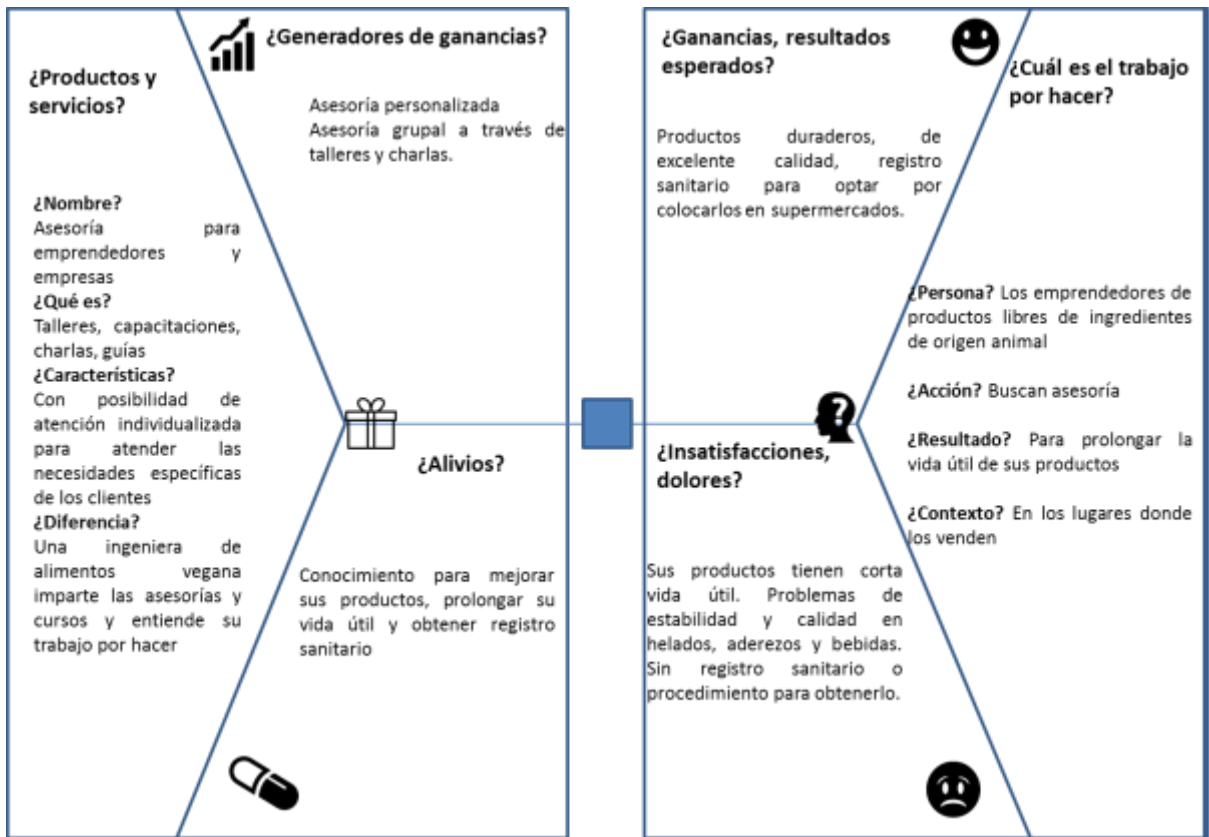 ¿Productos y
servicios?
¿Nombre?
Asesoría para
emprendedores y
empresas
¿Qué es?
Talleres, capacitaciones,
charlas, guías
¿Características?
Con posibilidad de
atención individualizada
para atender las
necesidades específicas
de los clientes
¿Diferencia?
Una ingeniera de
alimentos vegana
imparte las asesorías y
cursos y entiende su
trabajo por hacer
¿Generadores de ganancias?
Asesoría personalizada
Asesoría grupal a través de
talleres y charlas.
¿Alivios?
Conocimiento para mejorar
sus productos, prolongar su
vida útil y obtener registro
sanitario
¿Ganancias, resultados
esperados?
Productos duraderos, de
excelente calidad, registro
sanitario para optar por
colocarlos en supermercados.
¿Insatisfacciones,
dolores?
Sus productos tienen corta
vida útil. Problemas de
estabilidad y calidad en
helados, aderezos y bebidas.
Sin registro sanitario o
procedimiento para obtenerlo.
¿Cuál es el trabajo
por hacer?
¿Persona? Los emprendedores de
productos libres de ingredientes
de origen animal
¿Acción? Buscan asesoría
¿Resultado? Para prolongar la
vida útil de sus productos
¿Contexto? En los lugares donde
los venden